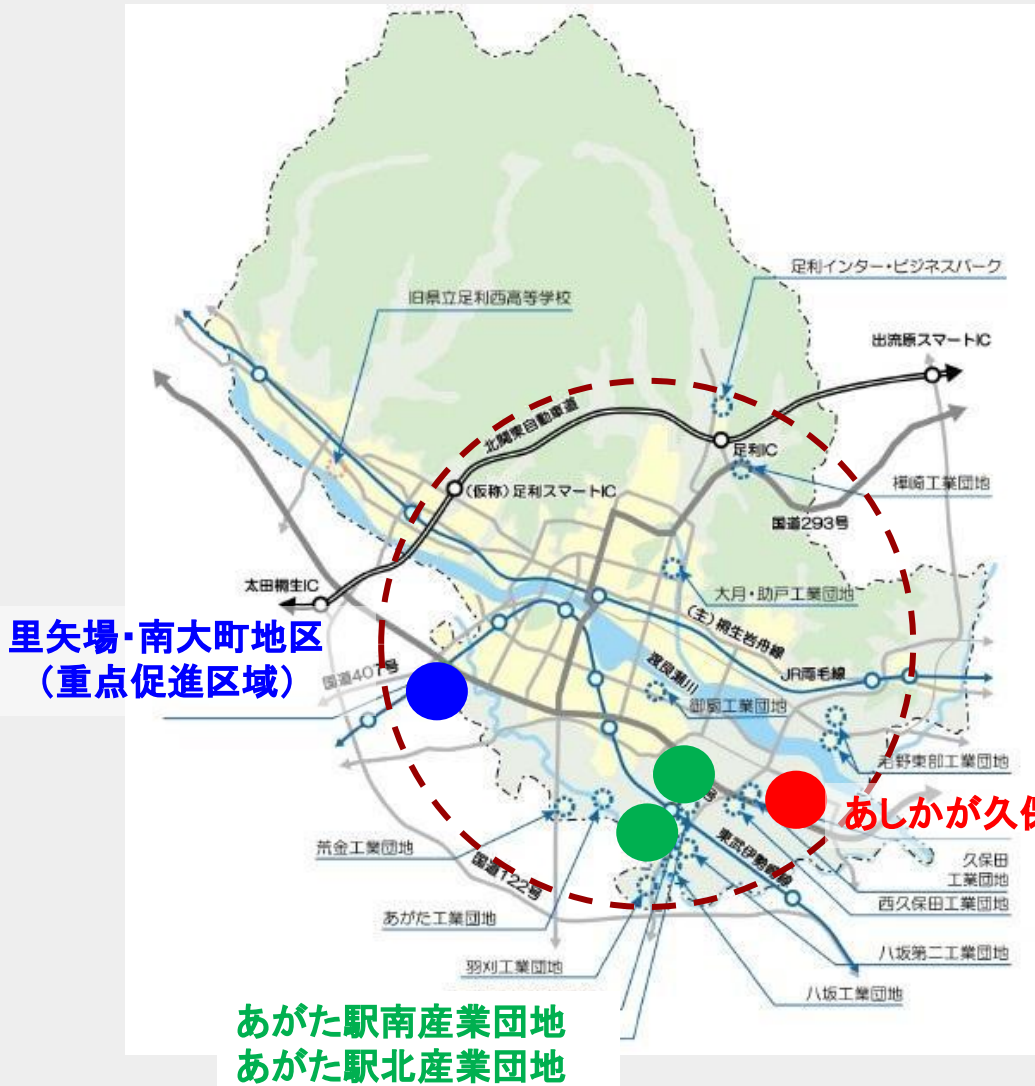 足利インター・ビジネスパーク
旧県立足利西高等学校
出流原スマートIC
北関東自動車道
足利IC
(仮称)足利スマートIC
樺崎工業団地
国道293号
太田桐生IC
大月・助戸工業団地
(主)桐生岩舟線
里矢場・南大町地区
(重点促進区域)
国道407号
渡良瀬川
JR両毛線
御厨工業団地
毛野東部工業団地
号
あしかが久保
荒金工業団地
東武伊勢崎線
久保田
工業団地
国道122号
西久保田工業団地
あがた工業団地
八坂第二工業団地
羽刈工業団地
八坂工業団地
あがた駅南産業団地
あがた駅北産業団地